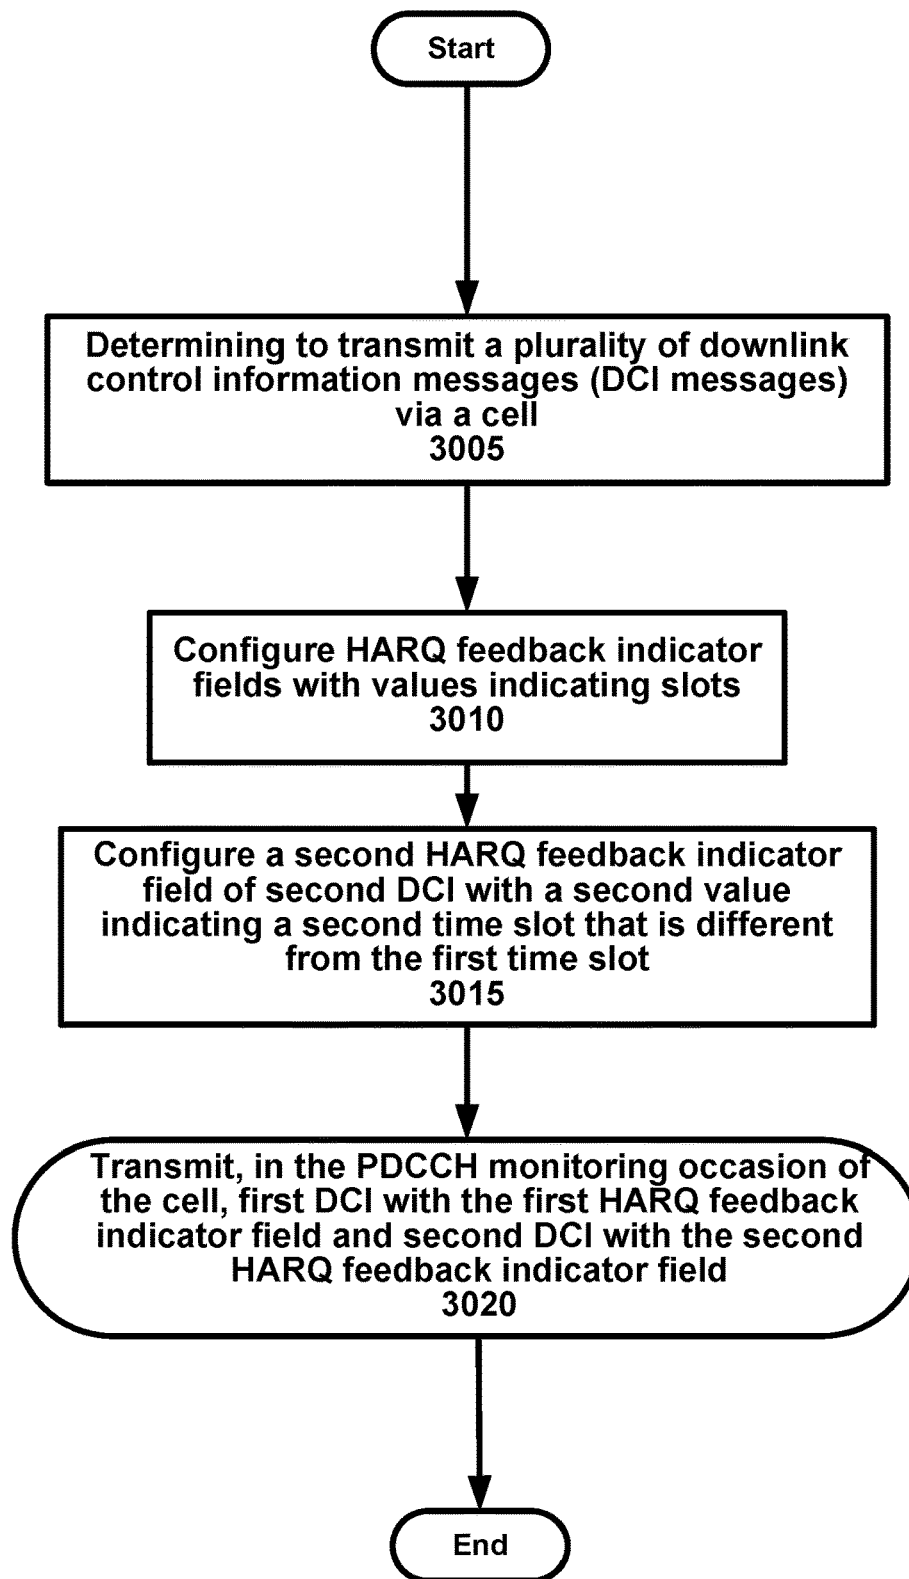 Start
Determining to transmit a plurality of downlink
control information messages (DCI messages)
via a cell
3005
Configure HARQ feedback indicator
fields with values indicating slots
3010
Configure a second HARQ feedback indicator
field of second DCI with a second value
indicating a second time slot that is different
from the first time slot
3015
Transmit, in the PDCCH monitoring occasion of
the cell, first DCI with the first HARQ feedback
indicator field and second DCI with the second
HARQ feedback indicator field
3020
End